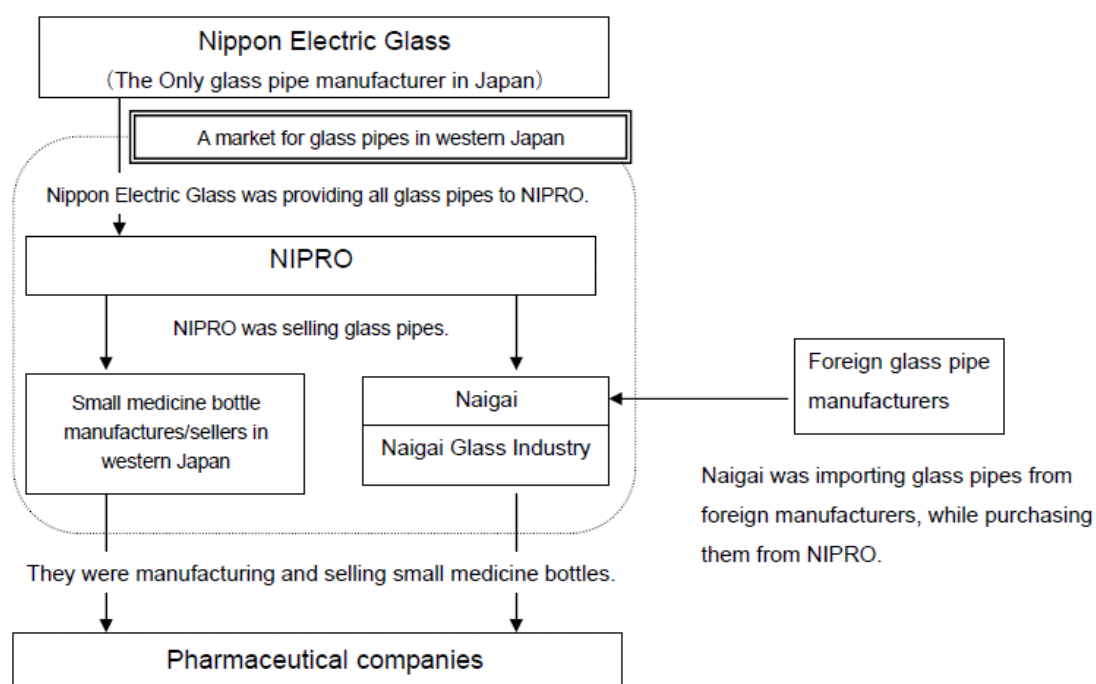 Nippon Electric Glass
（The Only glass pipe manufacturer in Japan）
A market for glass pipes in western Japan
Nippon Electric Glass was providing all glass pipes to NIPRO.
NIPRO
NIPRO was selling glass pipes.
Small medicine bottle
manufactures/sellers in
western Japan
Naigai
Naigai Glass Industry
Foreign glass pipe
manufacturers
Naigai was importing glass pipes from
foreign manufacturers, while purchasing
them from NIPRO.
They were manufacturing and selling small medicine bottles.
Pharmaceutical companies